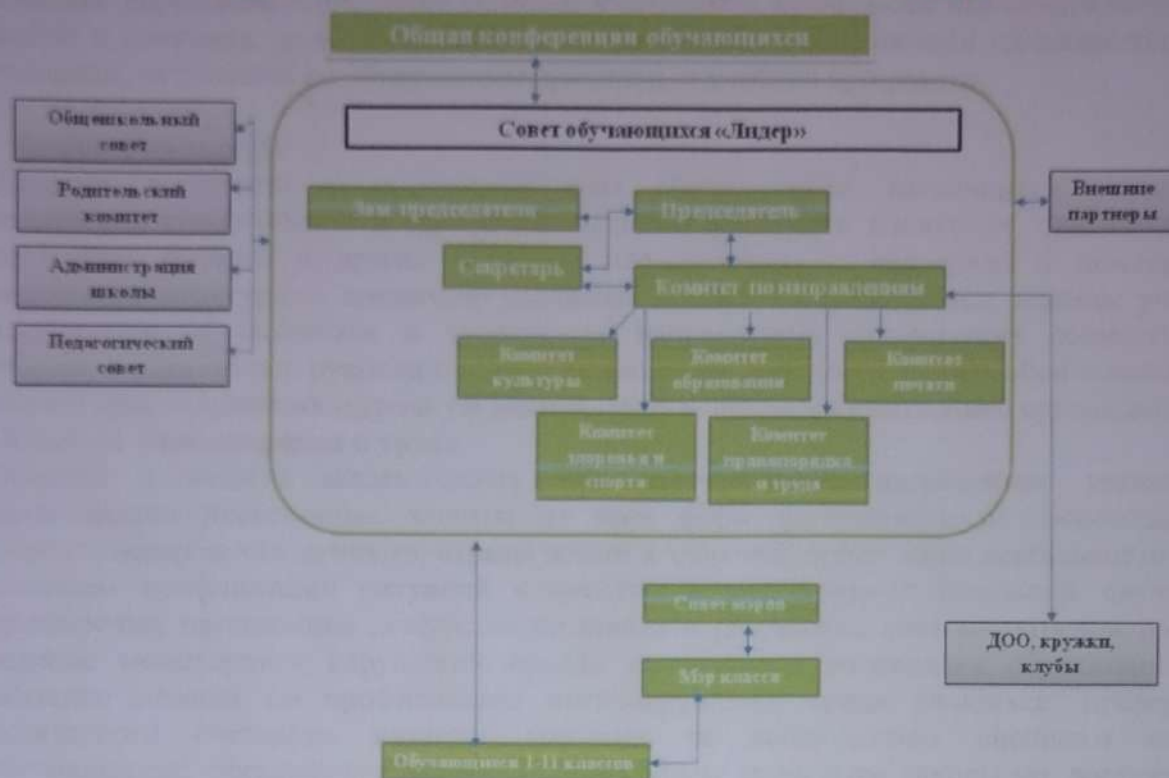 Общая конференции обучающихся
Совет обучающихся «Лидер»
Общешкольный
совет
Родительский
комитет
Администрация
школы
Педагогический
совет
Зам председателя
Председатель
Секретарь
Комитет по направлениям
Внешние
партнеры
Комитет
культуры
Комитет
образования
Комитет
печати
Комитет
здоровья и
спорта
Комитет
правопорядка
и труда
Совет мэров
Мэр класса
ДОО, кружки,
клубы
Обучающиеся 1-11 классов